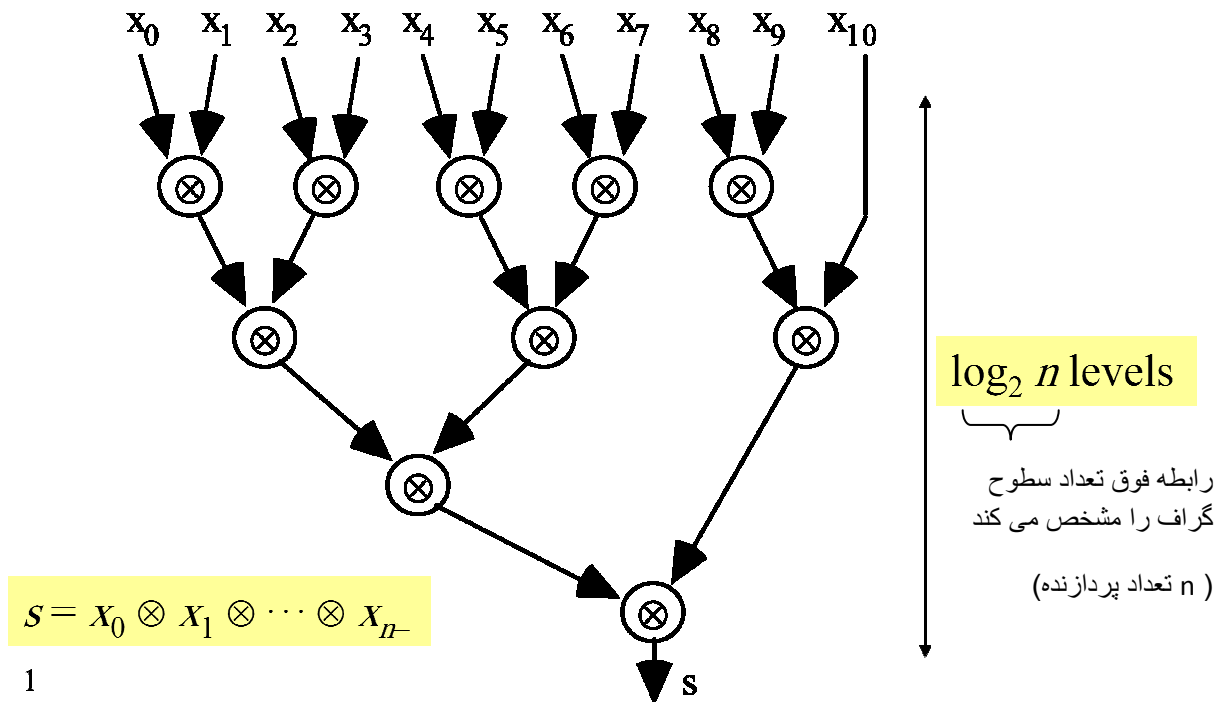 x0 x1 x2 x3 x4 x5 x6 x7 x8 x9 x10
log2 n levels
رابطه فوق تعداد سطوح
گراف را مشخص می کند
( n تعداد پردازنده)
s = x0 ⊗ x1 ⊗ ⋯ ⊗ xn–
1
s